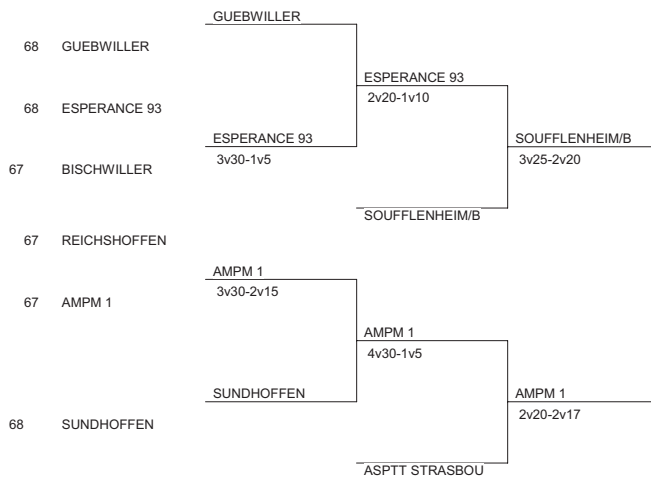 GUEBWILLER
68 GUEBWILLER
ESPERANCE 93
2v20-1v10
68 ESPERANCE 93
ESPERANCE 93
3v30-1v5
SOUFFLENHEIM/B
3v25-2v20
67 BISCHWILLER
SOUFFLENHEIM/B
67 REICHSHOFFEN
AMPM 1
3v30-2v15
67 AMPM 1
AMPM 1
4v30-1v5
SUNDHOFFEN
AMPM 1
2v20-2v17
68 SUNDHOFFEN
ASPTT STRASBOU